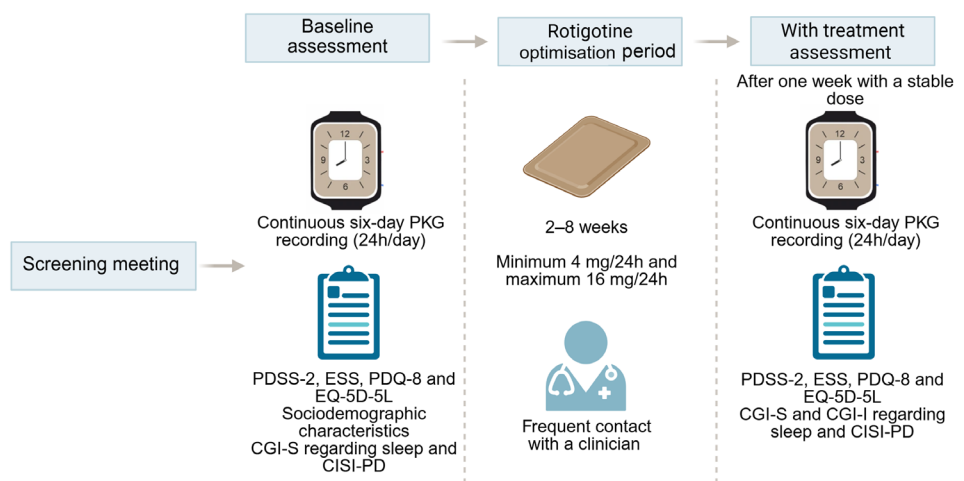 Screening meeting
Baseline
assessment
12
3
6
9
Continuous six-day PKG
recording (24h/day)
PDSS-2, ESS, PDQ-8 and
EQ-5D-5L
Sociodemographic
characteristics
CGI-S regarding sleep and
CISI-PD
Rotigotine
optimisation period
2–8 weeks
Minimum 4 mg/24h and
maximum 16 mg/24h
Frequent contact
with a clinician
With treatment
assessment
After one week with a stable
dose
12
3
6
9
Continuous six-day PKG
recording (24h/day)
PDSS-2, ESS, PDQ-8 and
EQ-5D-5L
CGI-S and CGI-I regarding
sleep and CISI-PD